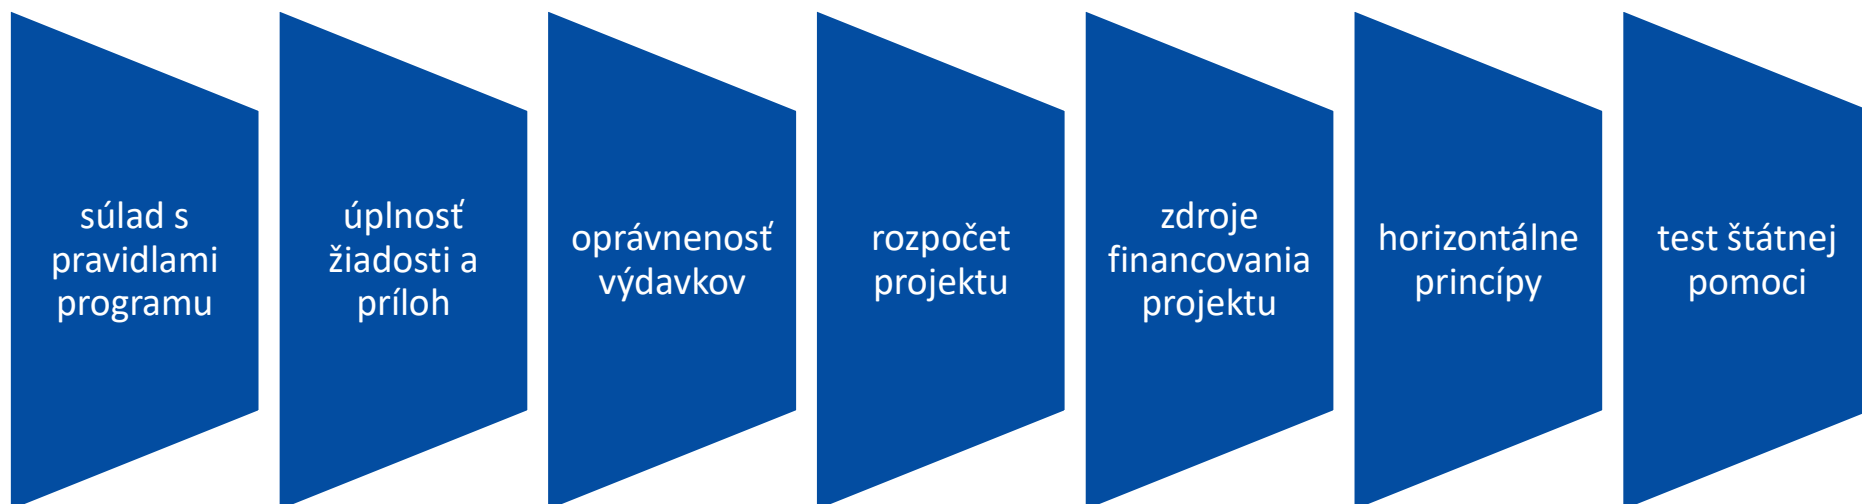 súlad s
pravidlami
programu
úplnosť
žiadosti a
príloh
oprávnenosť
výdavkov
rozpočet
projektu
zdroje
financovania
projektu
horizontálne
princípy
test štátnej
pomoci